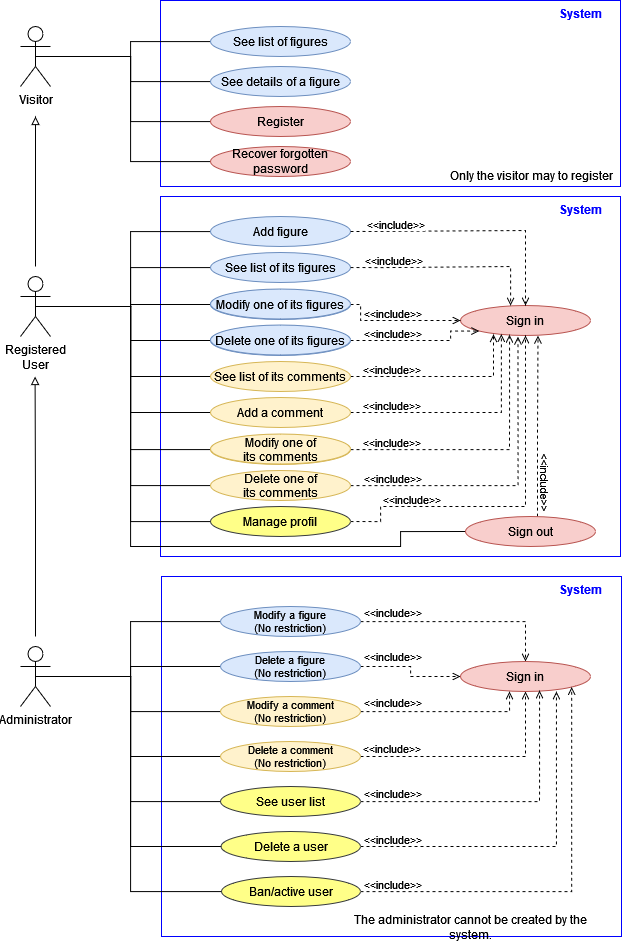 System
See list of figures
See details of a figure
Visitor
Register
Recover forgotten
password
Only the visitor may to register
System
Add figure
<<include>>
See list of its figures
<<include>>
Modify one of its figures
<<include>>
Sign in
Registered
User
Delete one of its figures
<<include>>
See list of its comments
<<include>>
Add a comment
<<include>>
Modify one of
its comments
<<include>>
Delete one of
its comments
<<include>>
<<include>>
Manage profil
<<include>>
Sign out
System
Modify a figure
(No restriction)
<<include>>
Delete a figure
(No restriction)
<<include>>
Sign in
Administrator
Modify a comment
(No restriction)
<<include>>
Delete a comment
(No restriction)
<<include>>
See user list
<<include>>
Delete a user
<<include>>
Ban/active user
<<include>>
The administrator cannot be created by the
system.